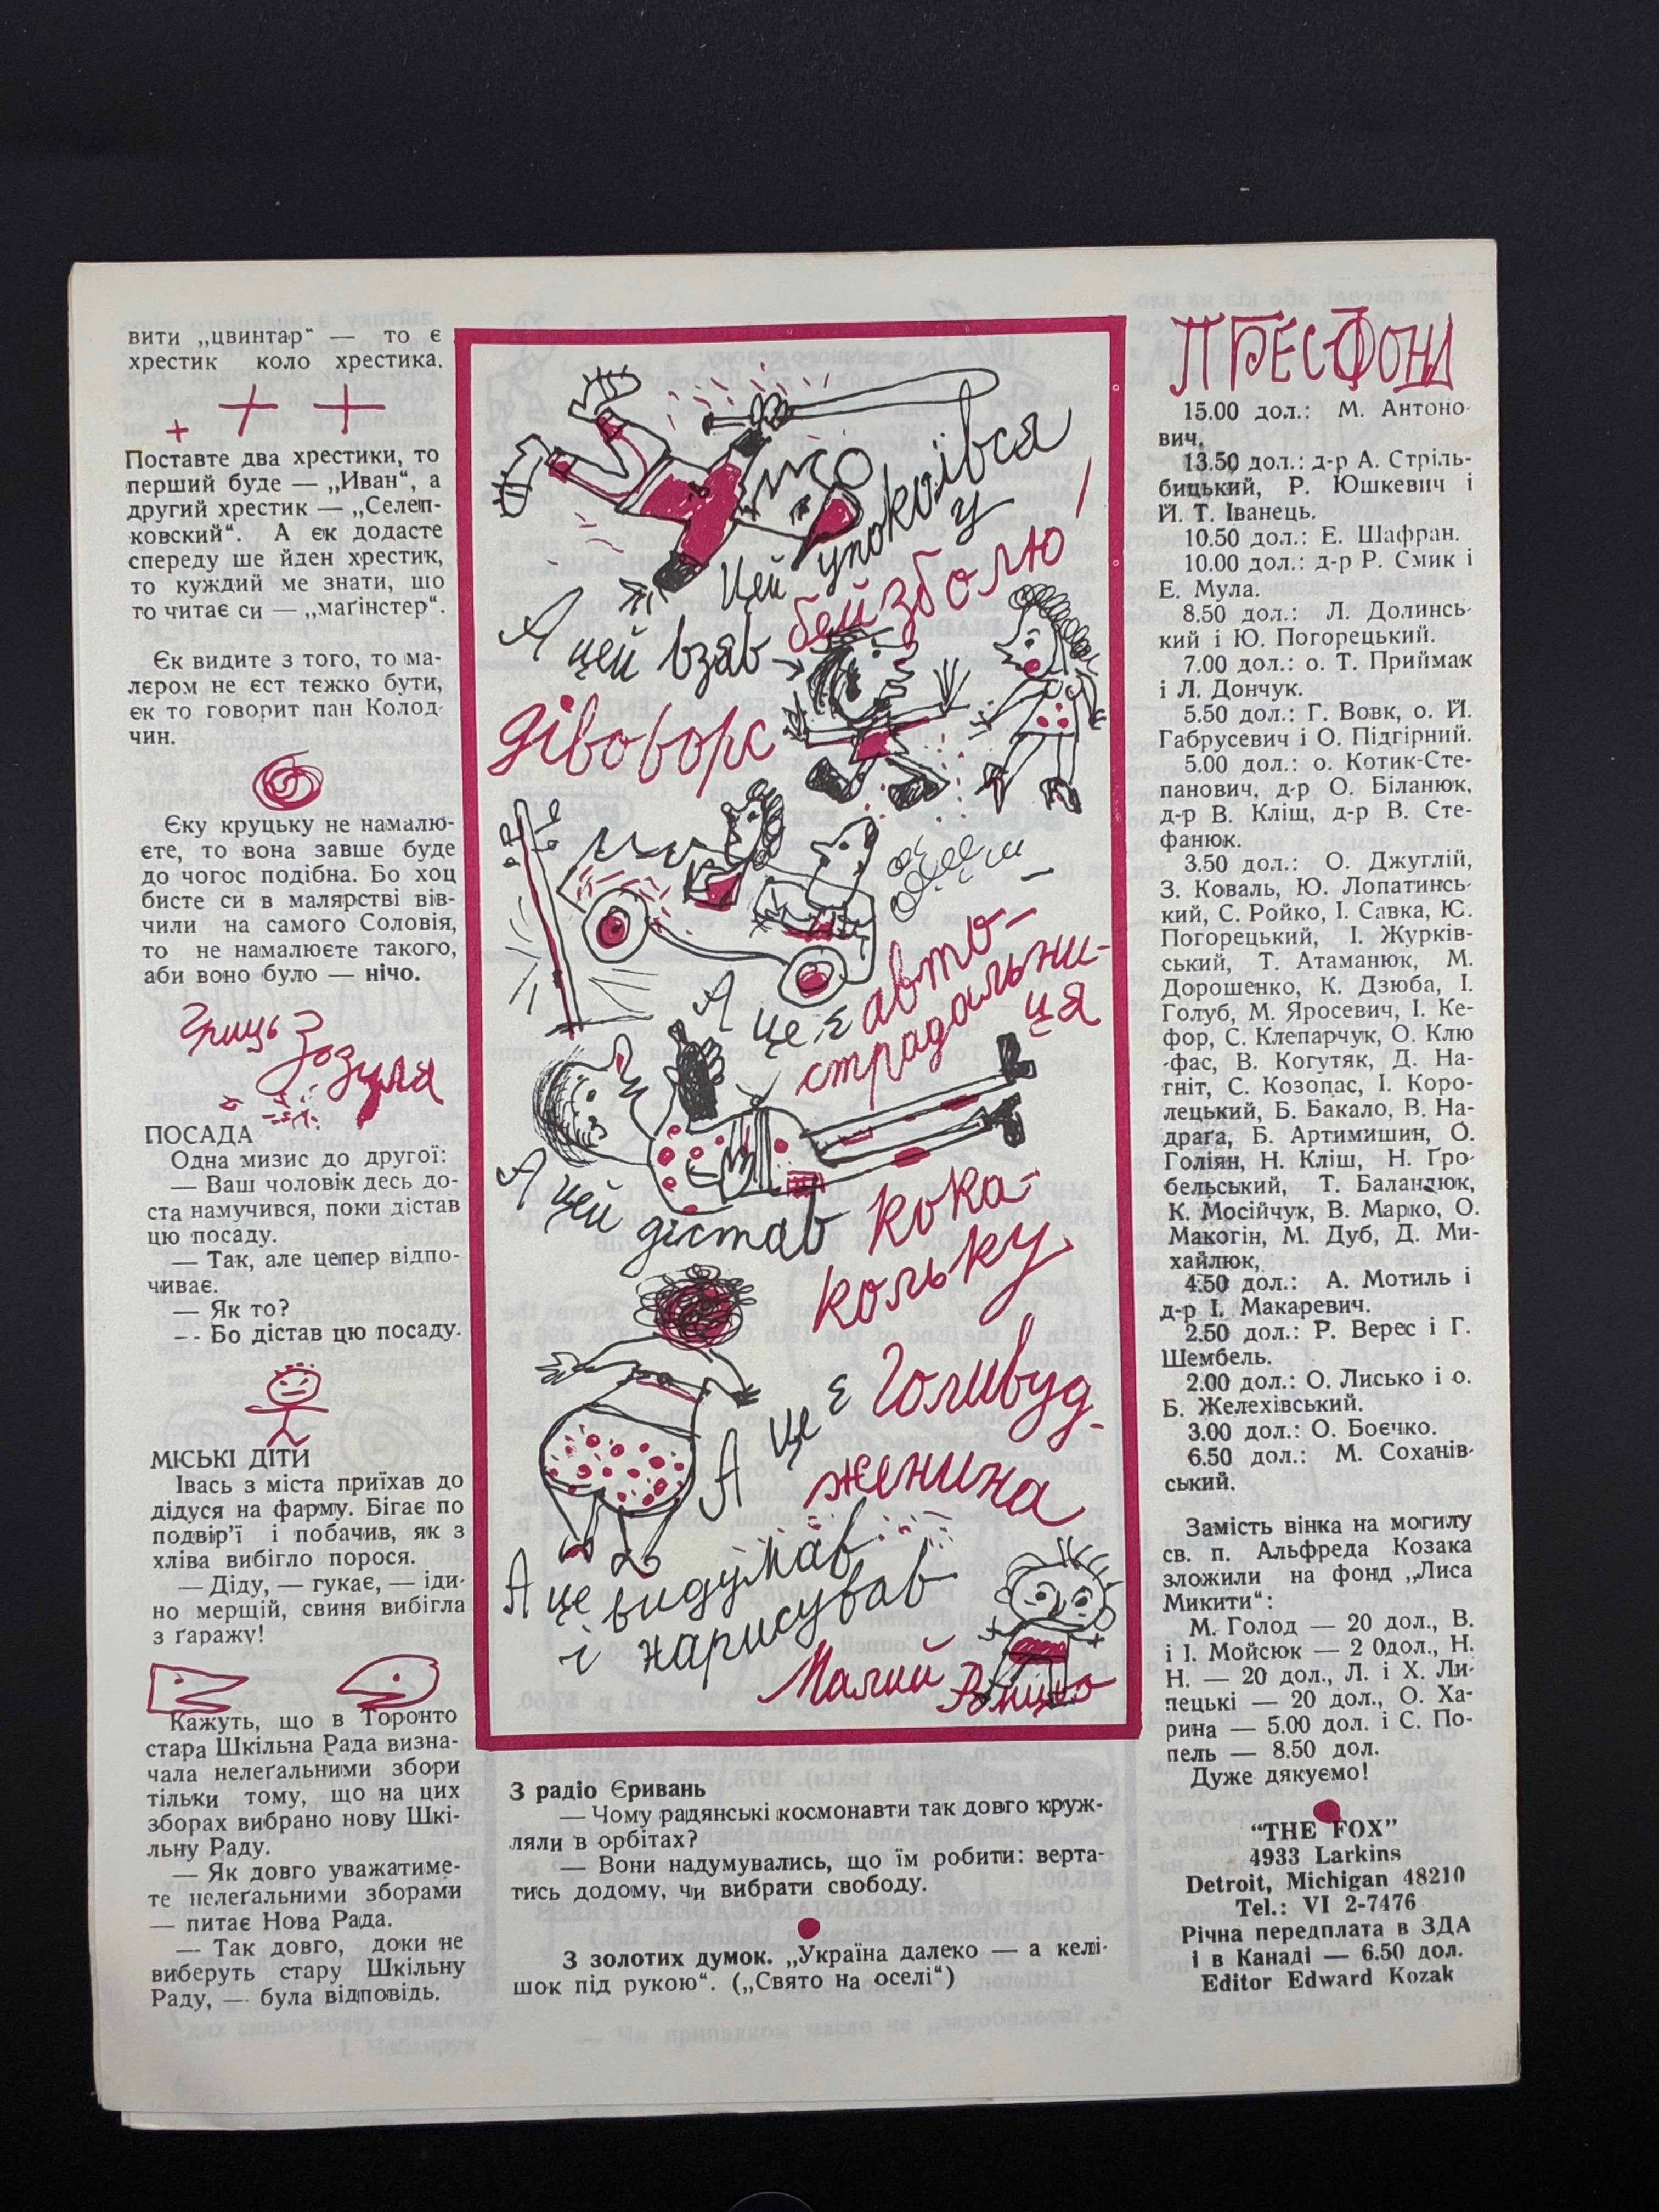 вити „цвинтар“ — то є
хрестик коло хрестика.
Поставте два хрестики, то
перший буде — „Иван“, а
другий хрестик — „Селеп-
ковский“. А єк додасте
спереду ше йден хрестик,
то куждий ме знати, що
то читає си — „маґінстер“.
Єк видите з того, то ма-
лєром не єст тєжко бути,
єк то говорит пан Колод-
чин.
Єку круцьку не намалю-
єте, то вона завше буде
до чогос подібна. Бо хоц
бисте си в малярстві вів-
чили на самого Соловія,
то не намалюєте такого,
аби воно було — нічо.
Гриць Зозуля
ПОСАДА
Одна мизис до другої:
— Ваш чоловік десь до-
ста намучився, поки дістав
цю посаду.
— Так, але цепер відпо-
чиває.
— Як то?
-- Бо дістав цю посаду.
МІСЬКІ ДІТИ
Івась з міста приїхав до
дідуся на фарму. Бігає по
подвір’ї і побачив, як з
хліва вибігло порося.
— Діду, — гукає, — іди-
но мерщій, свиня вибігла
з ґаражу!
Кажуть, що в Торонто
стара Шкільна Рада визна-
чала нелеґальними збори
тільки тому, що на цих
зборах вибрано нову Шкі-
льну Раду.
— Як довго уважатиме-
те нелеґальними зборами
— питає Нова Рада.
— Так довго, доки не
виберуть стару Шкільну
Раду, — була відповідь.
Цей упокоївся
у
бейзболю!
А цей взяв
дівоворс
А це є авто-
страдальни-
ця
А цей дістав кока-
кольку
А це є Голивуд-
женина
А це видумав
і нарисував
Малий
З радіо Єривань
— Чому радянські космонавти так довго круж-
ляли в орбітах?
— Вони надумувались, що їм робити: верта-
тись додому, чи вибрати свободу.
З золотих думок. „Україна далеко — а келі-
шок під рукою“. („Свято на оселі“)
ПРЕСФОНД
15.00 дол.: М. Антоно-
вич.
13.50 дол.: д-р А. Стріль-
бицький, Р. Юшкевич і
Й. Т. Іванець.
10.50 дол.: Е. Шафран.
10.00 дол.: д-р Р. Смик і
Е. Мула.
8.50 дол.: Л. Долинсь-
кий і Ю. Погорецький.
7.00 дол.: о. Т. Приймак
і Л. Дончук.
5.50 дол.: Г. Вовк, о. Й.
Габрусевич і О. Підгірний.
5.00 дол.: о. Котик-Сте-
панович, д-р О. Біланюк,
д-р В. Кліщ, д-р В. Сте-
фанюк.
3.50 дол.: О. Джуглій,
З. Коваль, Ю. Лопатинсь-
кий, С. Ройко, І. Савка, Ю.
Погорецький, І. Журків-
ський, Т. Атаманюк, М.
Дорошенко, К. Дзюба, І.
Голуб, М. Яросевич, І. Ке-
фор, С. Клепарчук, О. Клю
-фас, В. Когутяк, Д. На-
гніт, С. Козопас, І. Коро-
лецький, Б. Бакало, В. На-
драґа, Б. Артимишин, О.
Голіян, Н. Кліш, Н. Гро-
бельський, Т. Баландюк,
К. Мосійчук, В. Марко, О.
Макогін, М. Дуб, Д. Ми-
хайлюк,
4.50 дол.: А. Мотиль і
д-р І. Макаревич.
2.50 дол.: Р. Верес і Г.
Шембель.
2.00 дол.: О. Лисько і о.
Б. Желехівський.
3.00 дол.: О. Боєчко.
6.50 дол.: М. Соханів-
ський.
Замість вінка на могилу
св. п. Альфреда Козака
зложили на фонд „Лиса
Микити“:
М. Голод — 20 дол., В.
і І. Мойсюк — 2 0дол., Н.
Н. — 20 дол., Л. і Х. Ли-
пецькі — 20 дол., О. Ха-
рина — 5.00 дол. і С. По-
пель — 8.50 дол.
Дуже дякуємо!
“THE FOX”
4933 Larkins
Detroit, Michigan 48210
Tel.: VI 2-7476
Річна передплата в ЗДА
і в Канаді — 6.50 дол.
Editor Edward Kozak